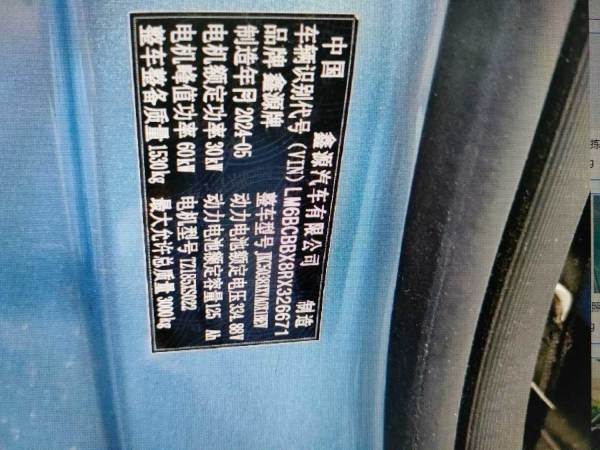 中国 鑫源汽车有限公司 制造
车辆识别代号 (VIN) LM6BCBBX8RX326671
品牌 鑫源牌 整车型号
制造年月 2024-05 动力电池额定电压 334.88V
电机额定功率 30kW 动力电池额定容量 125 Ah
电机峰值功率 60kW 电机型号 TZ185XS022
整车整备质量 1530kg 最大允许总质量 3000kg